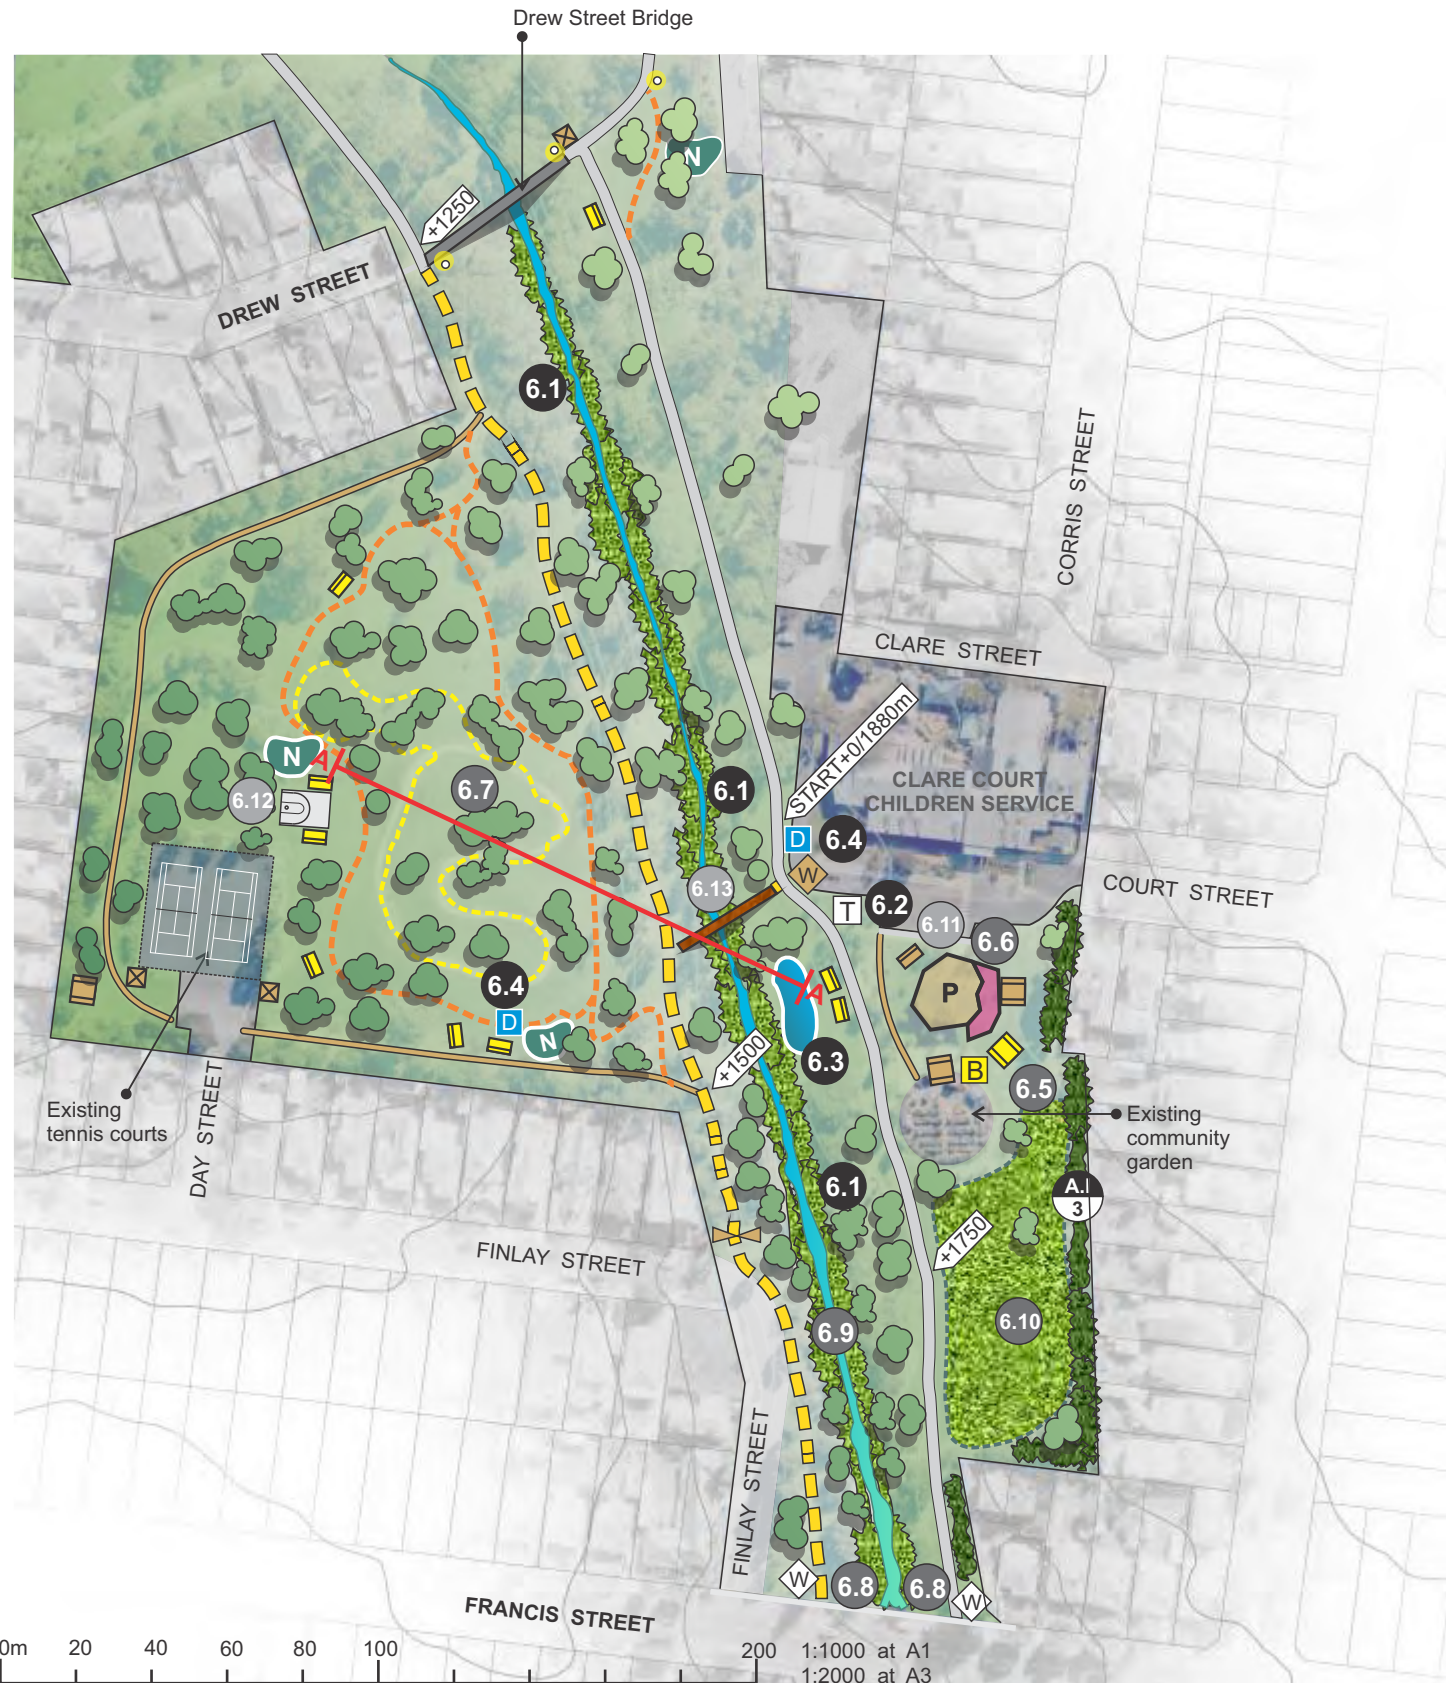 Drew Street Bridge
N
+1250
DREW STREET
6.1
CORRIS STREET
CLARE STREET
START+0/1880m
CLARE COURT
CHILDREN SERVICE
N
A
6.12
6.7
6.1
D
6.4
W
6.13
T
6.2
6.11
6.6
COURT STREET
P
A
6.4
D
N
6.3
+1500
B
6.5
Existing
tennis courts
DAY STREET
Existing
community
garden
6.1
A.I
3
+1750
FINLAY STREET
6.9
6.10
FINLAY STREET
W
6.8
6.8
W
FRANCIS STREET
0m 20 40 60 80 100 200 1:1000 at A1
1:2000 at A3